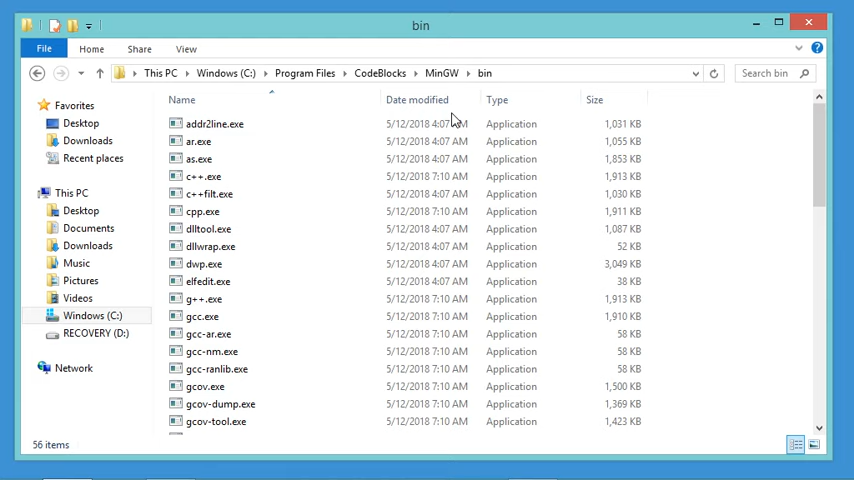 bin
File Home Share View
This PC Windows (C:) Program Files CodeBlocks MinGW bin Search bin
Name Date modified Type Size
Favorites
Desktop
Downloads
Recent places
This PC
Desktop
Documents
Downloads
Music
Pictures
Videos
Windows (C:)
RECOVERY (D:)
Network
addr2line.exe 5/12/2018 4:07 AM Application 1,031 KB
ar.exe 5/12/2018 4:07 AM Application 1,055 KB
as.exe 5/12/2018 4:07 AM Application 1,853 KB
c++.exe 5/12/2018 7:10 AM Application 1,913 KB
c++filt.exe 5/12/2018 4:07 AM Application 1,030 KB
cpp.exe 5/12/2018 7:10 AM Application 1,911 KB
dlltool.exe 5/12/2018 4:07 AM Application 1,087 KB
dllwrap.exe 5/12/2018 4:07 AM Application 52 KB
dwp.exe 5/12/2018 4:07 AM Application 3,049 KB
elfedit.exe 5/12/2018 4:07 AM Application 38 KB
g++.exe 5/12/2018 7:10 AM Application 1,913 KB
gcc.exe 5/12/2018 7:10 AM Application 1,910 KB
gcc-ar.exe 5/12/2018 7:10 AM Application 58 KB
gcc-nm.exe 5/12/2018 7:10 AM Application 58 KB
gcc-ranlib.exe 5/12/2018 7:10 AM Application 58 KB
gcov.exe 5/12/2018 7:10 AM Application 1,500 KB
gcov-dump.exe 5/12/2018 7:10 AM Application 1,369 KB
gcov-tool.exe 5/12/2018 7:10 AM Application 1,423 KB
56 items